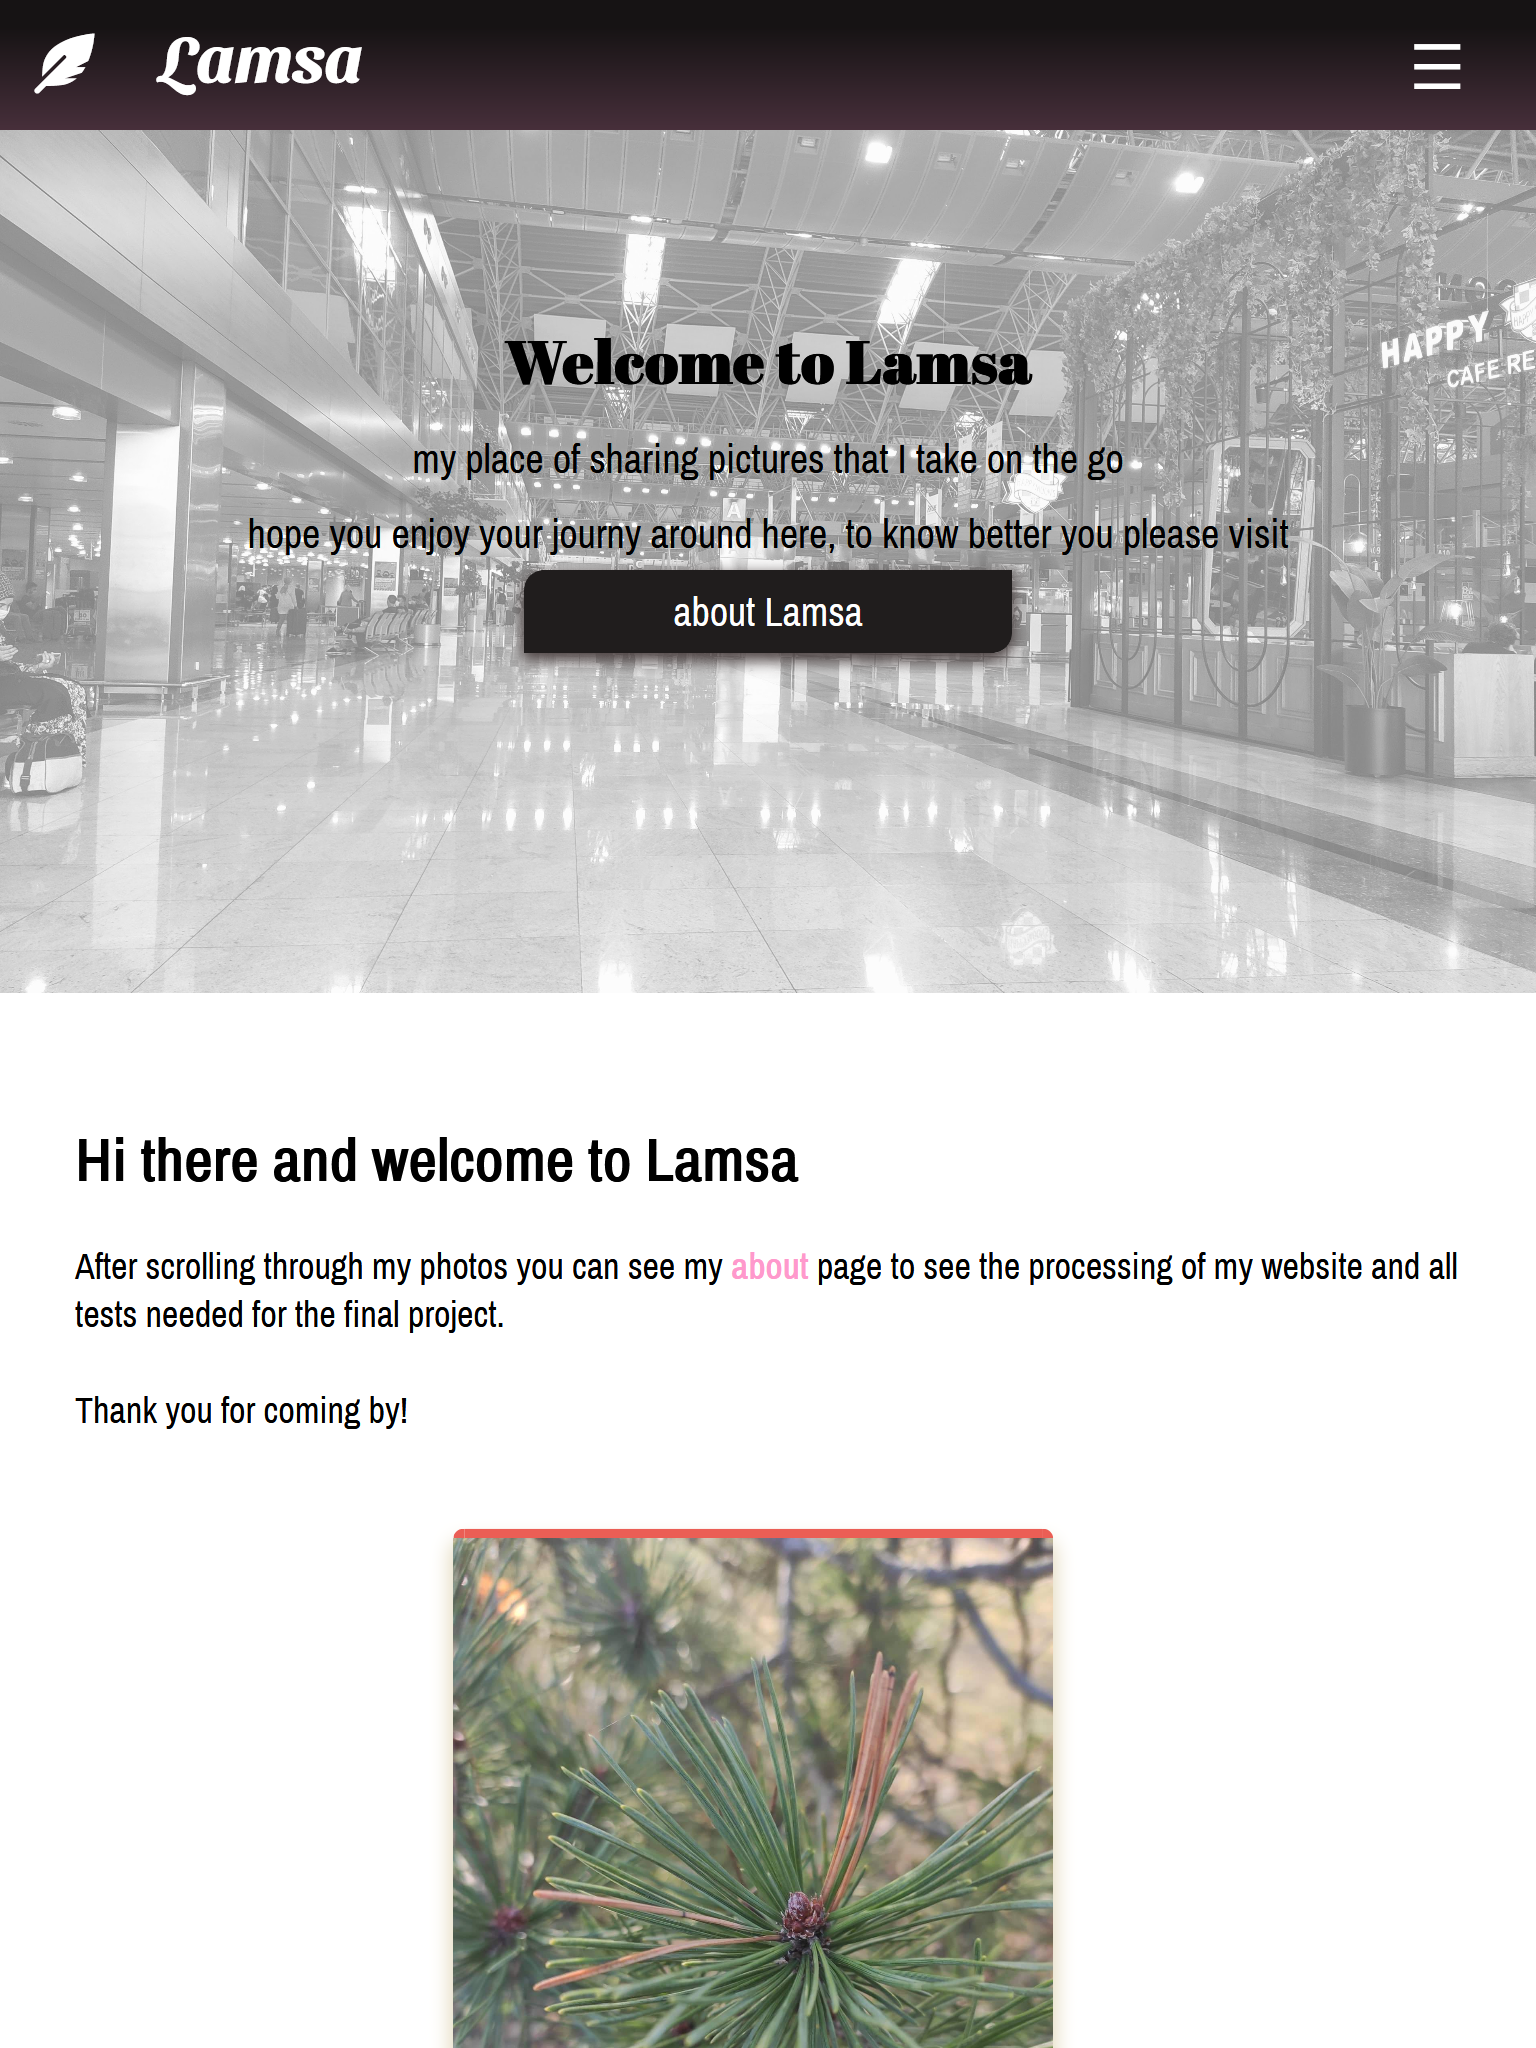 Lamsa
HAPPY
CAFE RE
Welcome to Lamsa
my place of sharing pictures that I take on the go
A
hope you enjoy your journy around here, to know better you please visit
about Lamsa
Hi there and welcome to Lamsa
After scrolling through my photos you can see my about page to see the processing of my website and all
tests needed for the final project.
Thank you for coming by!